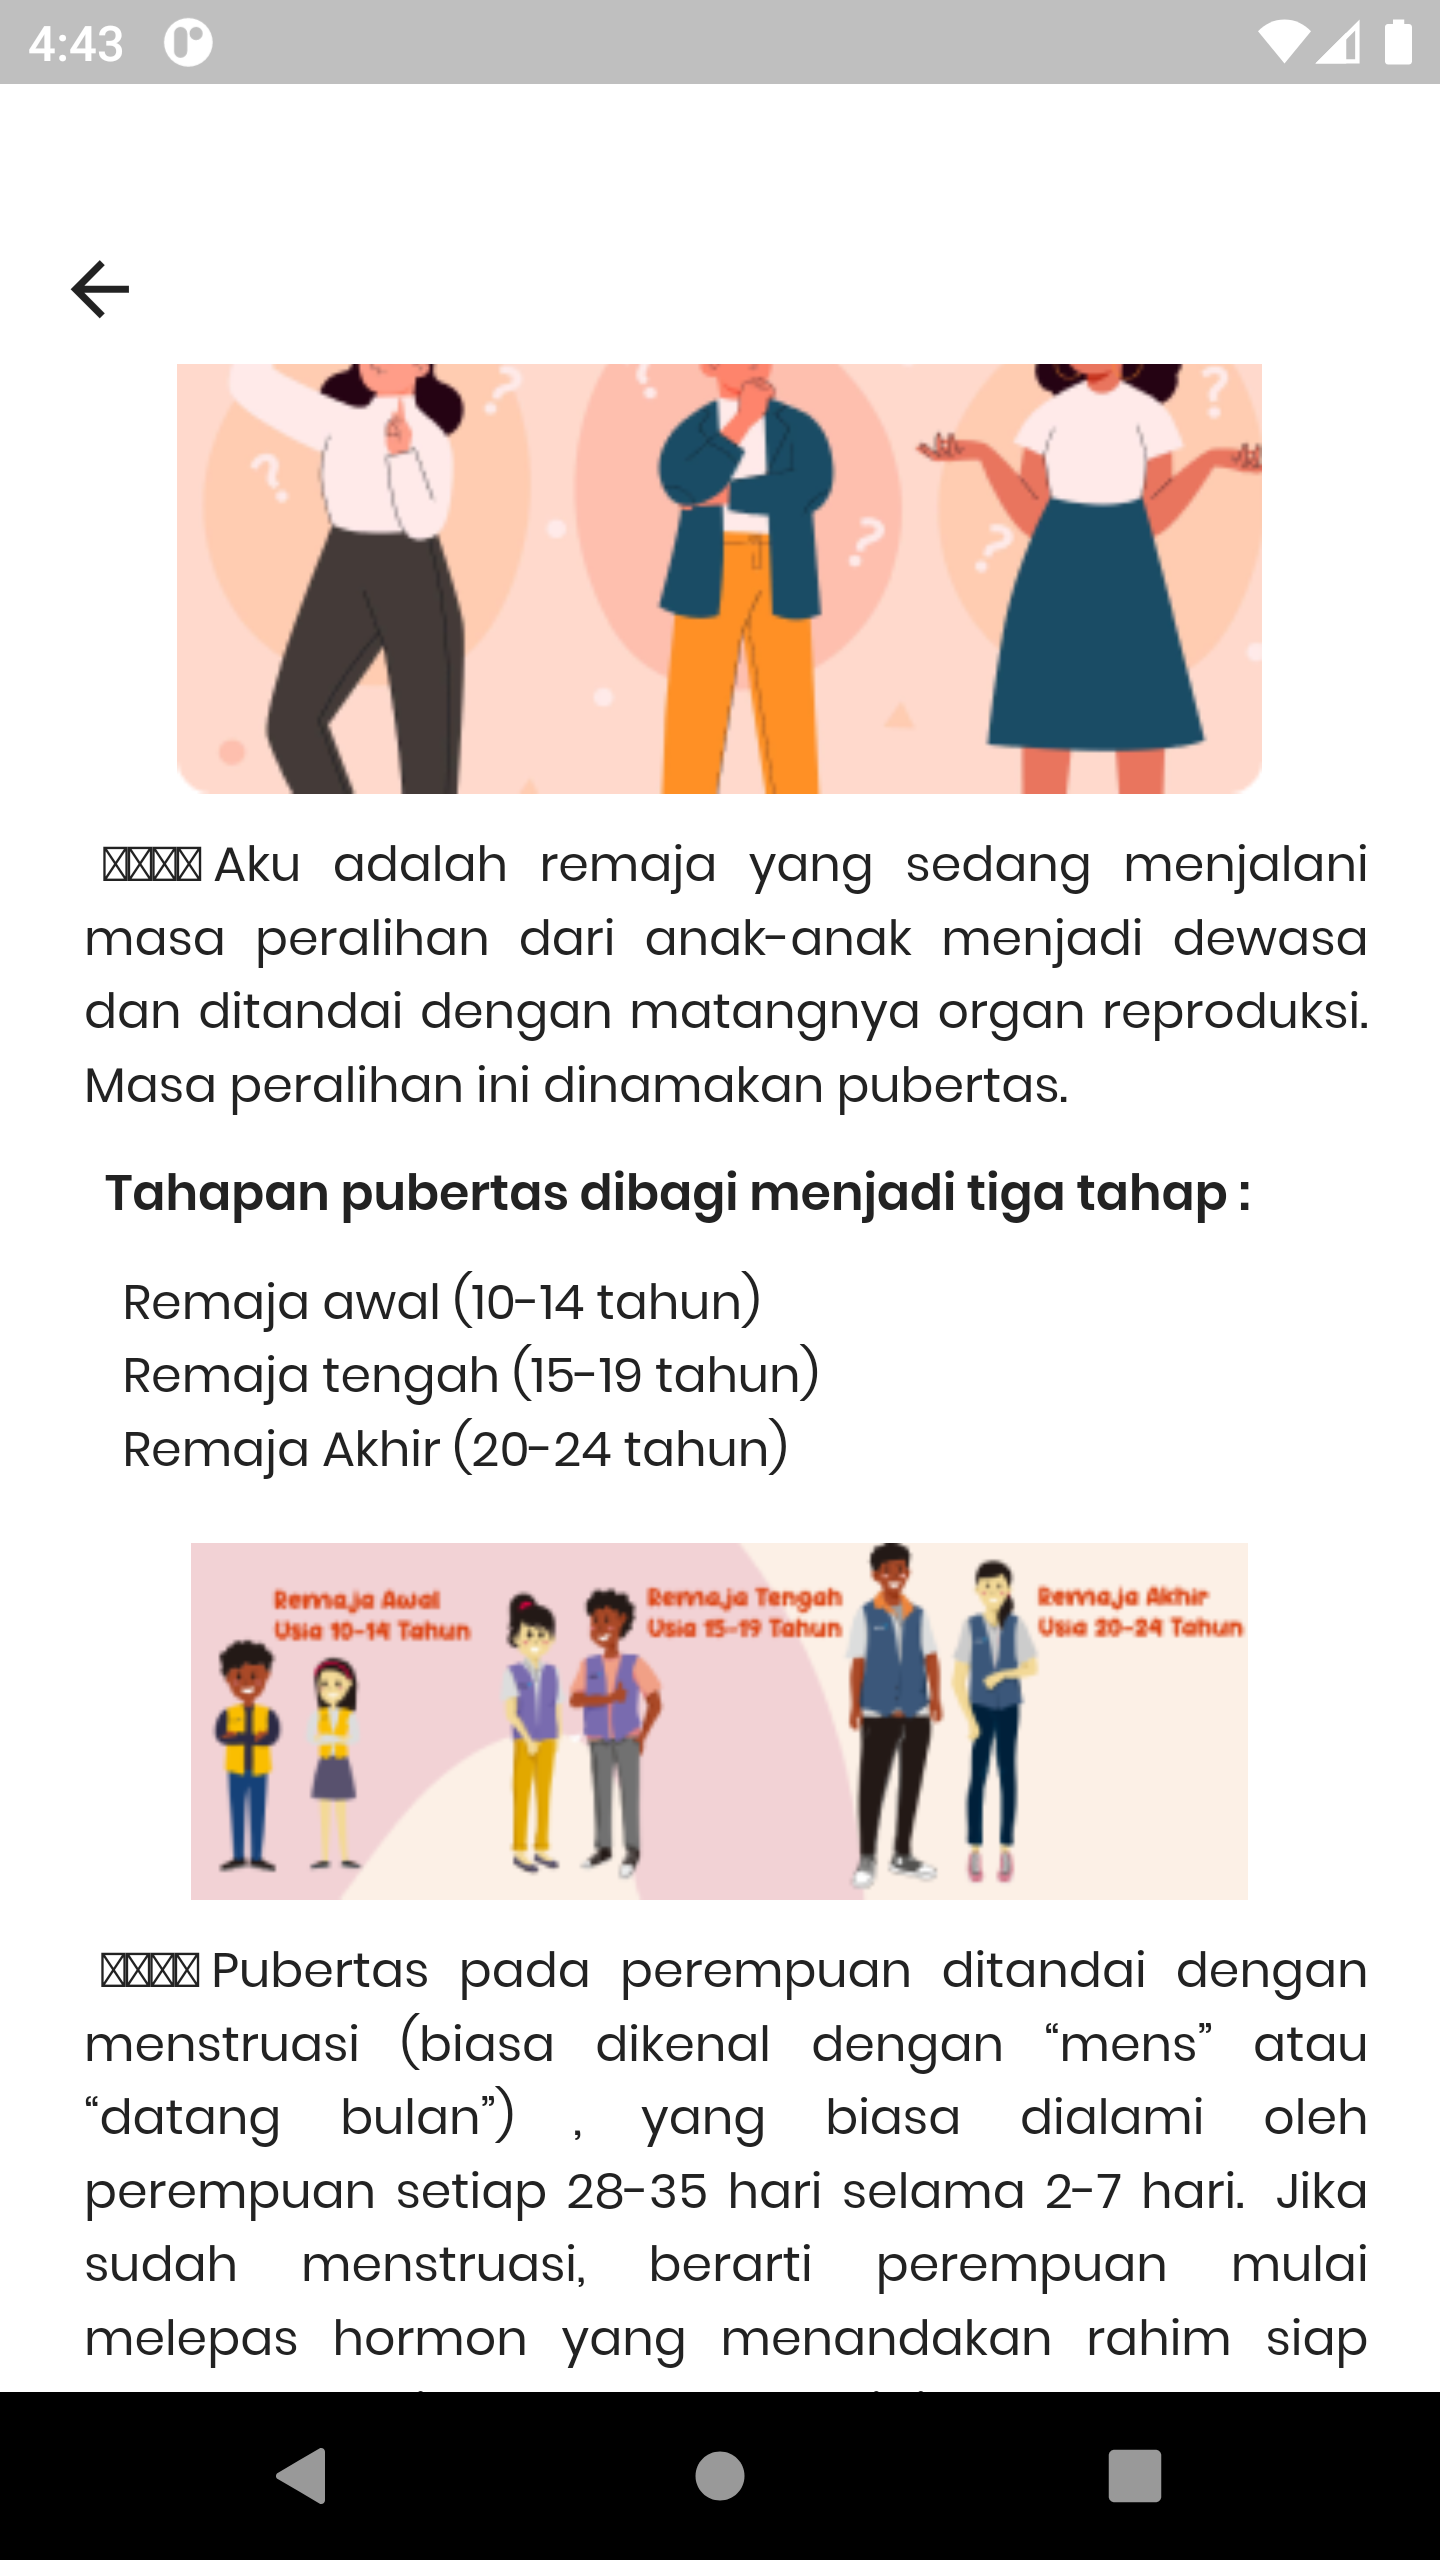 4:43
Aku adalah remaja yang sedang menjalani
masa peralihan dari anak-anak menjadi dewasa
dan ditandai dengan matangnya organ reproduksi.
Masa peralihan ini dinamakan pubertas.
Tahapan pubertas dibagi menjadi tiga tahap :
Remaja awal (10-14 tahun)
Remaja tengah (15-19 tahun)
Remaja Akhir (20-24 tahun)
Remaja Awal
Usia 10-14 Tahun
Remaja Tengah
Usia 15-19 Tahun
Remaja Akhir
Usia 20-24 Tahun
Pubertas pada perempuan ditandai dengan
menstruasi (biasa dikenal dengan “mens” atau
“datang bulan”) , yang biasa dialami oleh
perempuan setiap 28-35 hari selama 2-7 hari. Jika
sudah menstruasi, berarti perempuan mulai
melepas hormon yang menandakan rahim siap